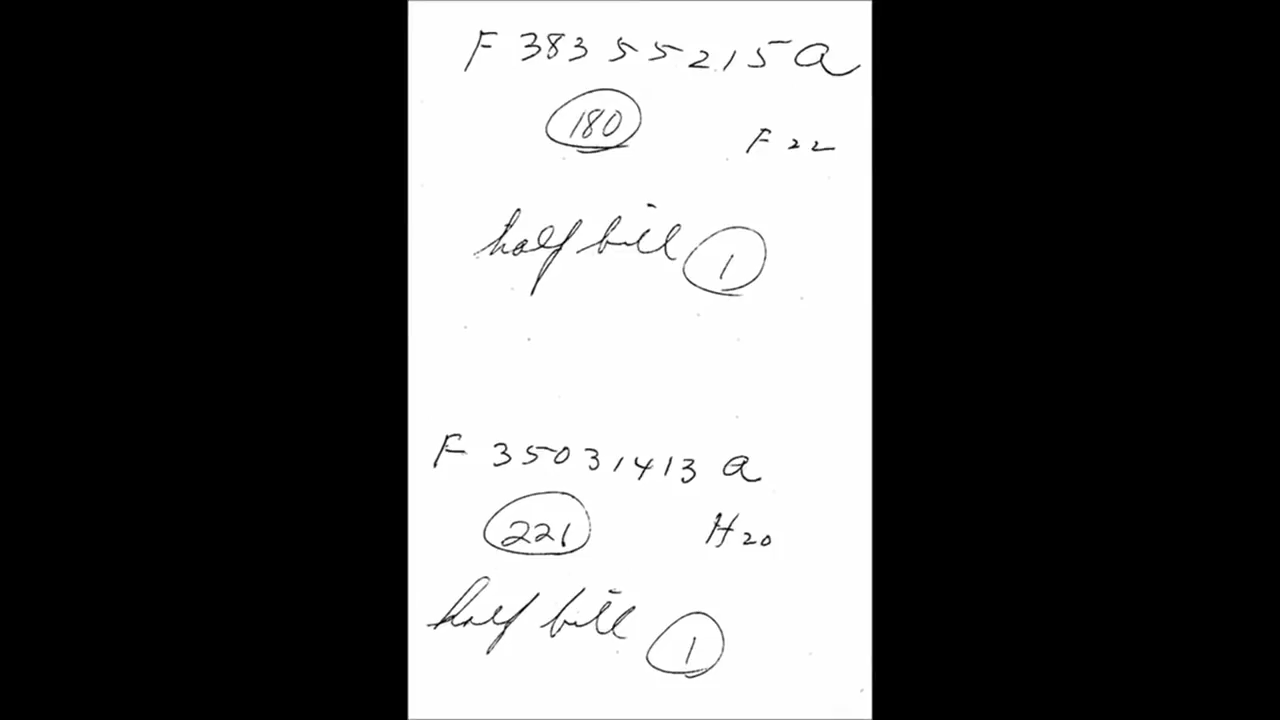 F 38355215 a
180 F 22
half bill 1
F 35031413 a
221 H 20
half bill 1